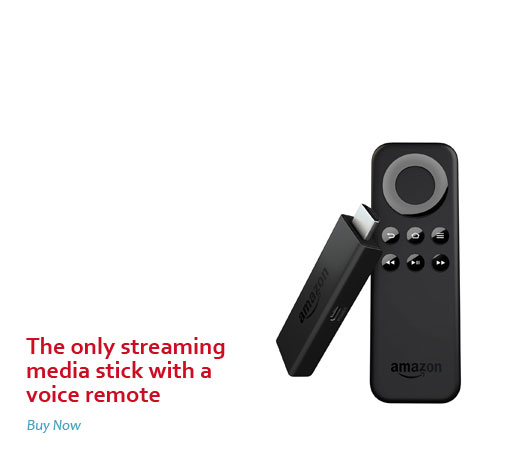 amazon
amazon
The only streaming
media stick with a
voice remote
Buy Now